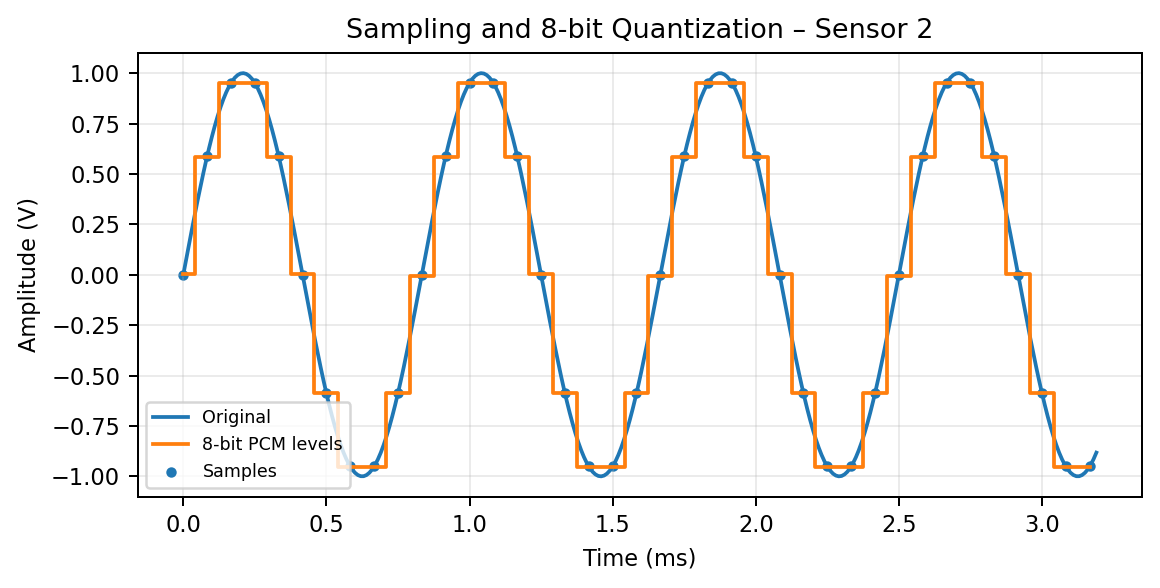 Sampling and 8-bit Quantization – Sensor 2
Amplitude (V)
1.00
0.75
0.50
0.25
0.00
−0.25
−0.50
−0.75
−1.00
Original
8-bit PCM levels
Samples
0.0 0.5 1.0 1.5 2.0 2.5 3.0
Time (ms)